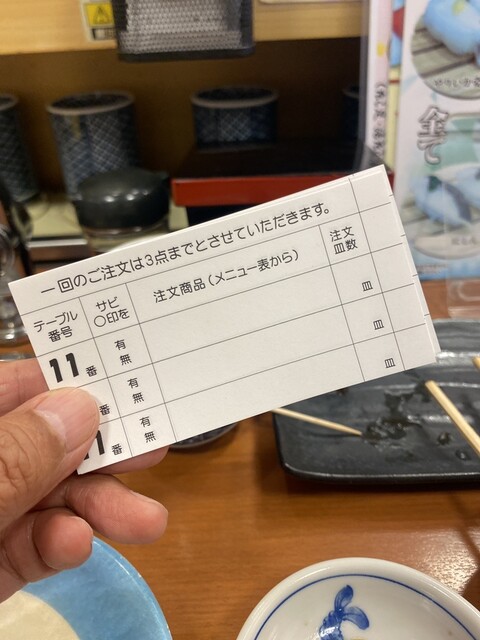 一回のご注文は3点までとさせていただきます。
テーブル番号 サビ○印を 注文商品（メニュー表から） 注文皿数
11番 有 無 皿
番 有 無 皿
1番 有 無 皿
全て